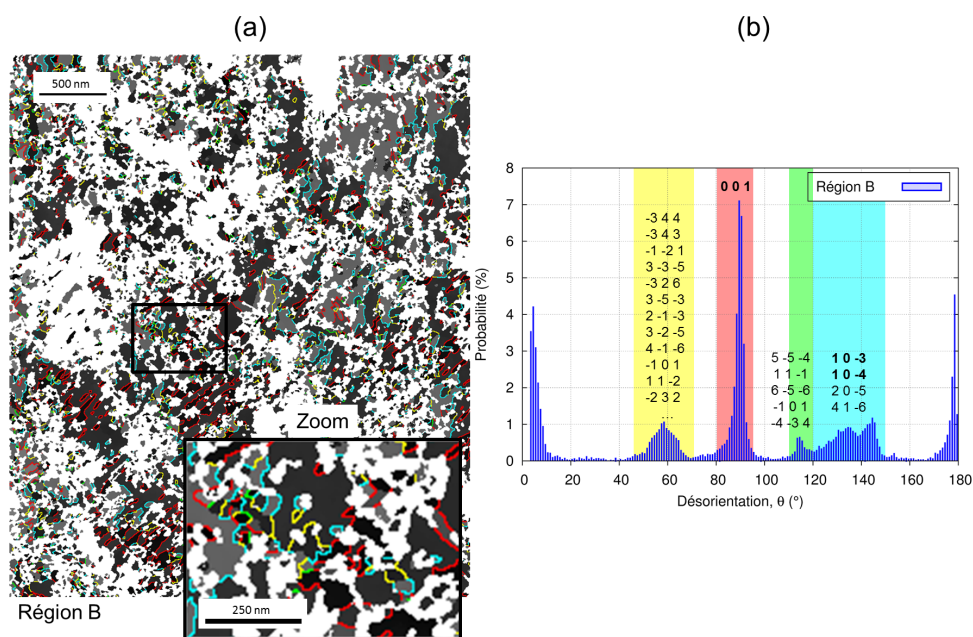 (a)
(b)
500 nm
Zoom
250 nm
Région B
Probabilité (%)
8
7
6
5
4
3
2
1
0
0 0 1
Région B
-3 4 4
-3 4 3
-1 -2 1
3 -3 -5
-3 2 6
3 -5 -3
2 -1 -3
3 -2 -5
4 -1 -6
-1 0 1
1 1 -2
-2 3 2
...
5 -5 -4
1 1 -1
6 -5 -6
-1 0 1
-4 -3 4
1 0 -3
1 0 -4
2 0 -5
4 1 -6
0 20 40 60 80 100 120 140 160 180
Désorientation, θ (°)